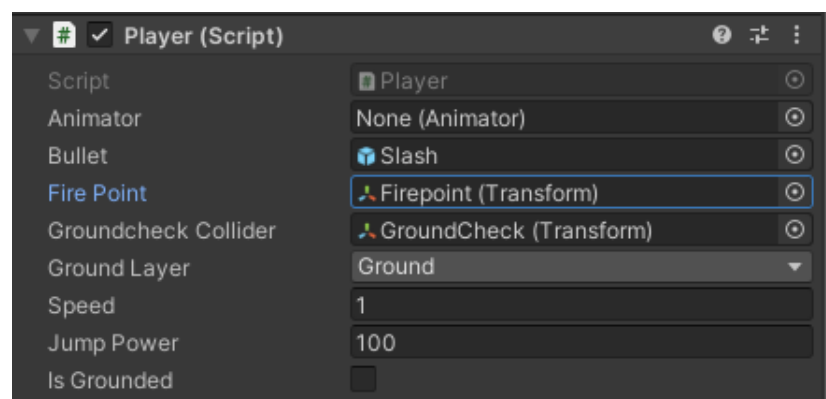 Player (Script)
Script Player
Animator None (Animator)
Bullet Slash
Fire Point Firepoint (Transform)
Groundcheck Collider GroundCheck (Transform)
Ground Layer Ground
Speed 1
Jump Power 100
Is Grounded